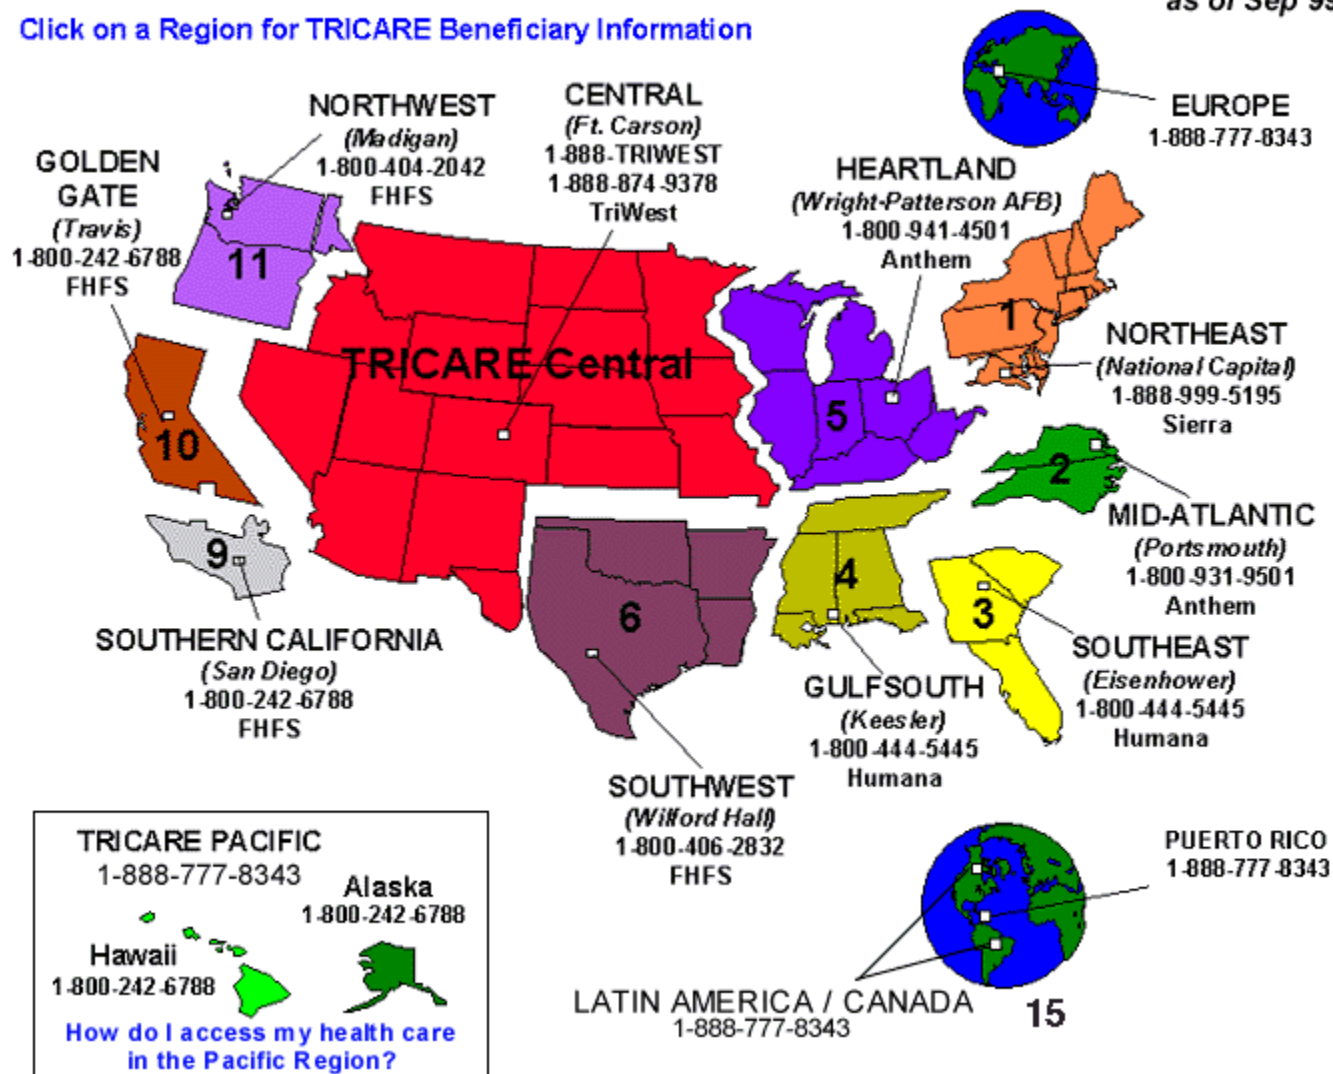 as of Sep 99
Click on a Region for TRICARE Beneficiary Information
NORTHWEST
(Madigan)
1-800-404-2042
FHFS
CENTRAL
(Ft. Carson)
1-888-TRIWEST
1-888-874-9378
TriWest
EUROPE
1-888-777-8343
GOLDEN
GATE
(Travis)
1-800-242-6788
FHFS
HEARTLAND
(Wright-Patterson AFB)
1-800-941-4501
Anthem
11
TRICARE Central
1
NORTHEAST
(National Capital)
1-888-999-5195
Sierra
5
10
2
MID-ATLANTIC
(Portsmouth)
1-800-931-9501
Anthem
9
SOUTHERN CALIFORNIA
(San Diego)
1-800-242-6788
FHFS
6
4
3
SOUTHEAST
(Eisenhower)
1-800-444-5445
Humana
GULFSOUTH
(Keesler)
1-800-444-5445
Humana
SOUTHWEST
(Wilford Hall)
1-800-406-2832
FHFS
TRICARE PACIFIC
1-888-777-8343
Alaska
1-800-242-6788
Hawaii
1-800-242-6788
How do I access my health care
in the Pacific Region?
PUERTO RICO
1-888-777-8343
LATIN AMERICA / CANADA
1-888-777-8343
15